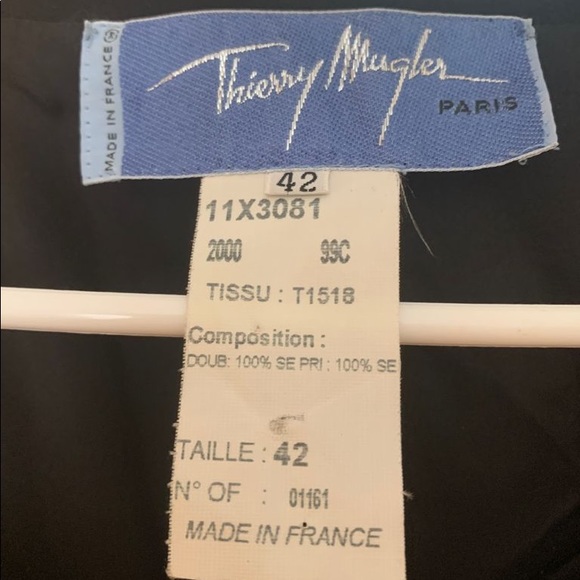 MADE IN FRANCE ®
Thierry Mugler
PARIS
42
11X3081
2000 99C
TISSU : T1518
Composition :
DOUB: 100% SE PRI : 100% SE
TAILLE : 42
N° OF : 01161
MADE IN FRANCE